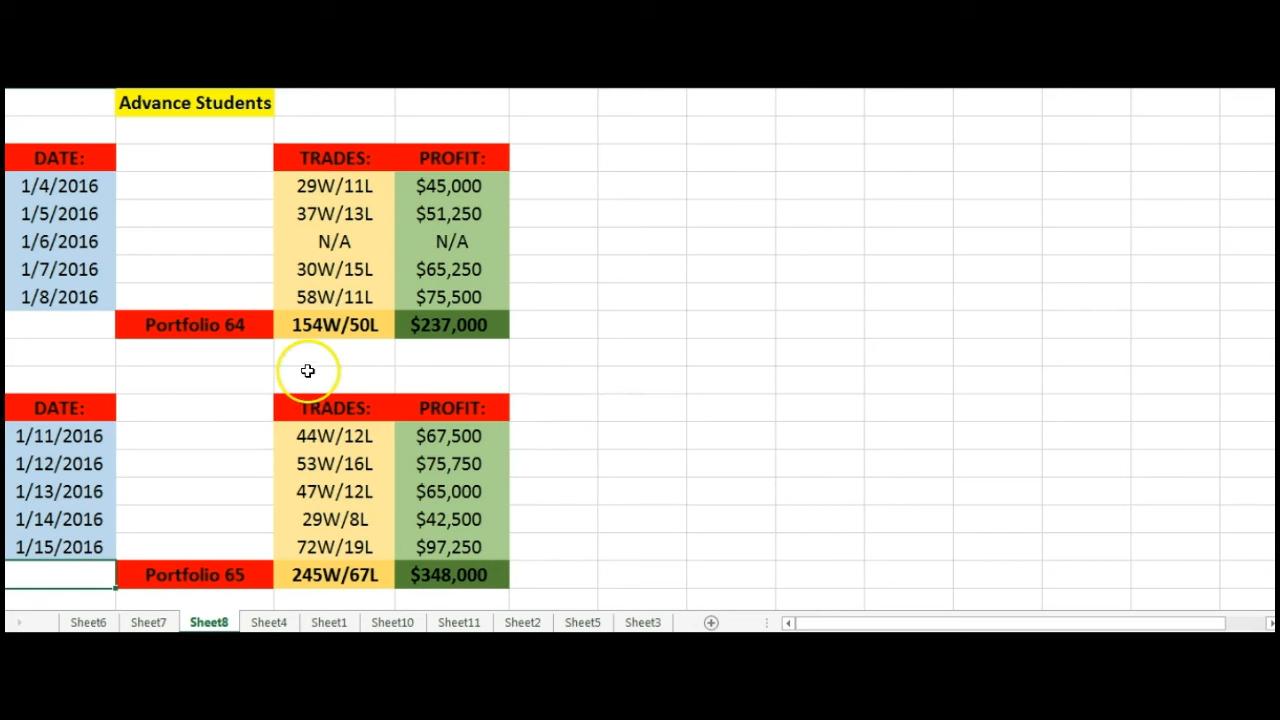 Advance Students
DATE: TRADES: PROFIT:
1/4/2016 29W/11L $45,000
1/5/2016 37W/13L $51,250
1/6/2016 N/A N/A
1/7/2016 30W/15L $65,250
1/8/2016 58W/11L $75,500
Portfolio 64 154W/50L $237,000
DATE: TRADES: PROFIT:
1/11/2016 44W/12L $67,500
1/12/2016 53W/16L $75,750
1/13/2016 47W/12L $65,000
1/14/2016 29W/8L $42,500
1/15/2016 72W/19L $97,250
Portfolio 65 245W/67L $348,000
Sheet6 Sheet7 Sheet8 Sheet4 Sheet1 Sheet10 Sheet11 Sheet2 Sheet5 Sheet3